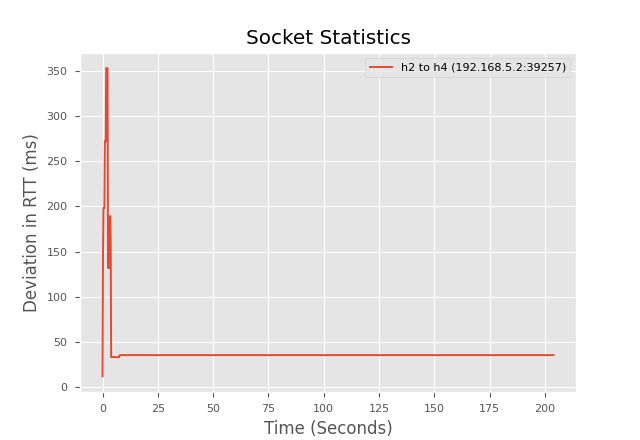 Socket Statistics
h2 to h4 (192.168.5.2:39257)
Deviation in RTT (ms)
350
300
250
200
150
100
50
0
0 25 50 75 100 125 150 175 200
Time (Seconds)